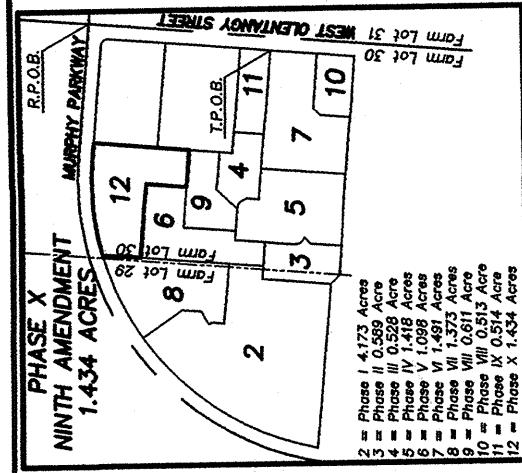 PHASE X
NINTH AMENDMENT
1.434 ACRES
R.P.O.B.
MURPHY PARKWAY
WEST OLENTANGY STREET
Farm Lot 31
Farm Lot 30
T.P.O.B.
Farm Lot 30
Farm Lot 29
12
11
10
9
8
7
6
5
4
3
2
2 = Phase I 4.173 Acres
3 = Phase II 0.589 Acre
4 = Phase III 0.528 Acre
5 = Phase IV 1.418 Acres
6 = Phase V 1.098 Acres
7 = Phase VI 1.491 Acres
8 = Phase VII 1.373 Acres
9 = Phase VIII 0.611 Acre
10 = Phase VIII 0.513 Acre
11 = Phase IX 0.514 Acre
12 = Phase X 1.434 Acres